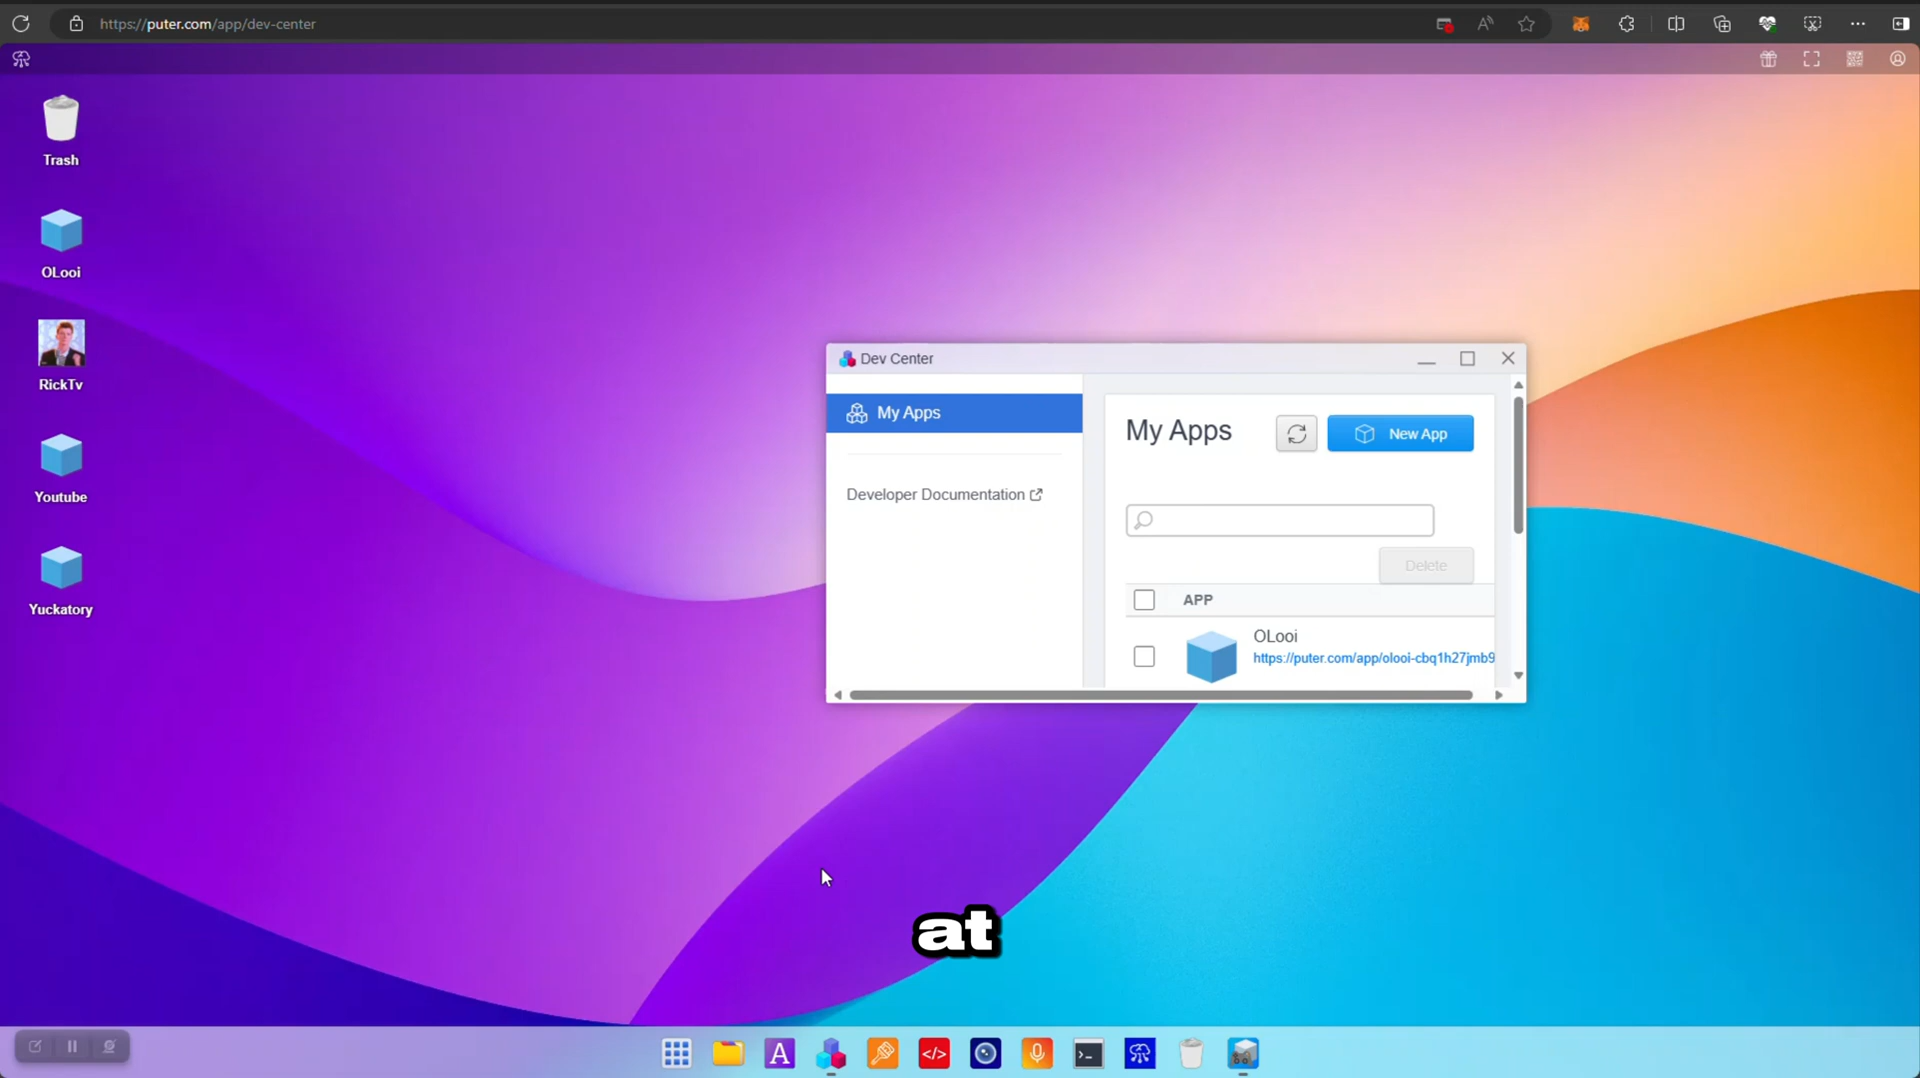 https://puter.com/app/dev-center
Trash
OLooi
RickTv
Youtube
Yuckatory
Dev Center
My Apps
Developer Documentation
My Apps
New App
Delete
APP
OLooi
https://puter.com/app/olooi-cbq1h27jmb9
at